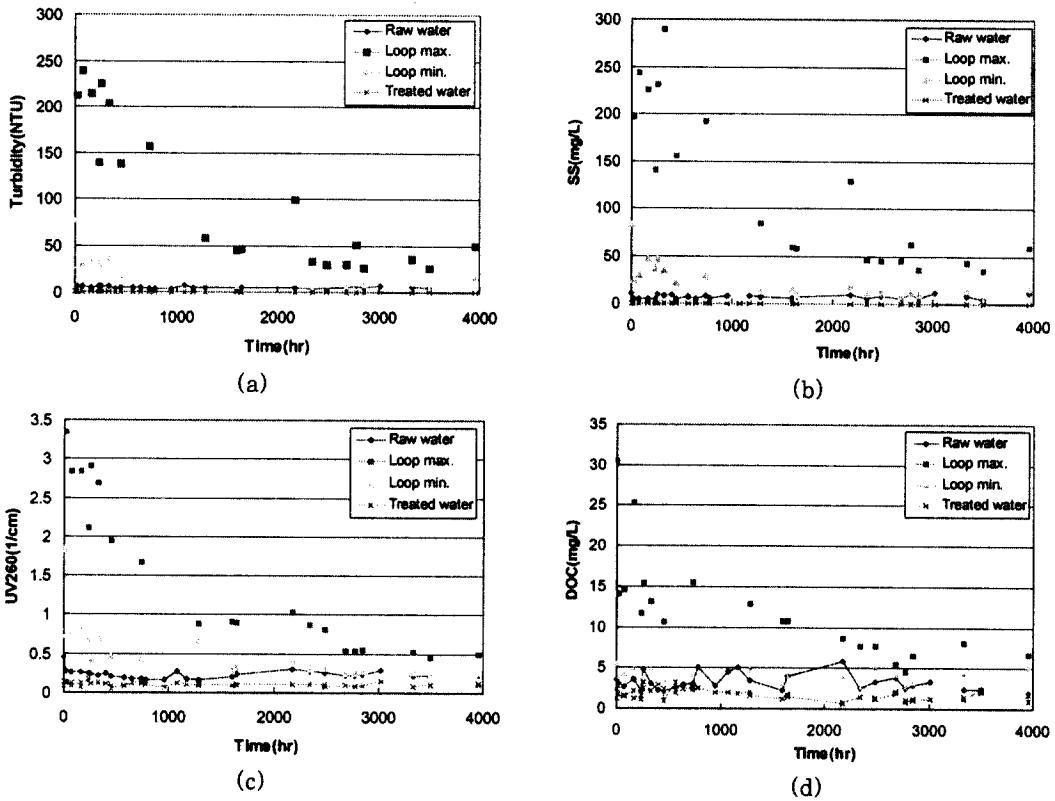 (a)
Turbidity(NTU)
300
250
200
150
100
50
0
0
1000
2000
3000
4000
Time(hr)
Raw water
Loop max.
Loop min.
Treated water
(b)
SS(mg/L)
300
250
200
150
100
50
0
0
1000
2000
3000
4000
Time(hr)
Raw water
Loop max.
Loop min.
Treated water
(c)
UV260(1/cm)
3.5
3
2.5
2
1.5
1
0.5
0
0
1000
2000
3000
4000
Time(hr)
Raw water
Loop max.
Loop min.
Treated water
(d)
DOC(mg/L)
35
30
25
20
15
10
5
0
0
1000
2000
3000
4000
Time(hr)
Raw water
Loop max.
Loop min.
Treated water